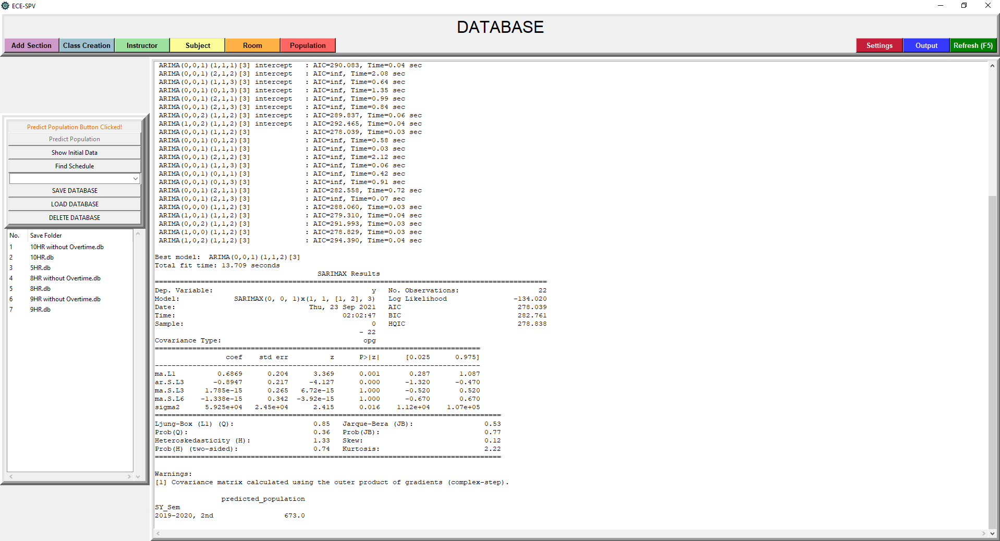 ECE-SPV
DATABASE
Add Section Class Creation Instructor Subject Room Population Settings Output Refresh (F5)
Predict Population Button Clicked!
Predict Population
Show Initial Data
Find Schedule
SAVE DATABASE
LOAD DATABASE
DELETE DATABASE
No. Save Folder
1 10HR without Overtime.db
2 10HR.db
3 5HR.db
4 8HR without Overtime.db
5 8HR.db
6 9HR without Overtime.db
7 9HR.db
ARIMA(0,0,1)(1,1,1)[3] intercept : AIC=290.083, Time=0.04 sec
ARIMA(0,0,1)(2,1,2)[3] intercept : AIC=inf, Time=2.08 sec
ARIMA(0,0,1)(1,1,3)[3] intercept : AIC=inf, Time=0.64 sec
ARIMA(0,0,1)(0,1,3)[3] intercept : AIC=inf, Time=1.35 sec
ARIMA(0,0,1)(2,1,1)[3] intercept : AIC=inf, Time=0.99 sec
ARIMA(0,0,1)(2,1,3)[3] intercept : AIC=inf, Time=0.84 sec
ARIMA(0,0,2)(1,1,2)[3] intercept : AIC=289.837, Time=0.06 sec
ARIMA(1,0,2)(1,1,2)[3] intercept : AIC=292.465, Time=0.04 sec
ARIMA(0,0,1)(1,1,2)[3] : AIC=278.039, Time=0.03 sec
ARIMA(0,0,1)(0,1,2)[3] : AIC=inf, Time=0.58 sec
ARIMA(0,0,1)(1,1,1)[3] : AIC=inf, Time=0.03 sec
ARIMA(0,0,1)(2,1,2)[3] : AIC=inf, Time=2.12 sec
ARIMA(0,0,1)(1,1,3)[3] : AIC=inf, Time=0.06 sec
ARIMA(0,0,1)(0,1,1)[3] : AIC=inf, Time=0.42 sec
ARIMA(0,0,1)(0,1,3)[3] : AIC=inf, Time=0.91 sec
ARIMA(0,0,1)(2,1,1)[3] : AIC=282.558, Time=0.72 sec
ARIMA(0,0,1)(2,1,3)[3] : AIC=inf, Time=0.07 sec
ARIMA(0,0,0)(1,1,2)[3] : AIC=288.060, Time=0.03 sec
ARIMA(1,0,1)(1,1,2)[3] : AIC=279.310, Time=0.04 sec
ARIMA(0,0,2)(1,1,2)[3] : AIC=291.993, Time=0.03 sec
ARIMA(1,0,0)(1,1,2)[3] : AIC=278.829, Time=0.03 sec
ARIMA(1,0,2)(1,1,2)[3] : AIC=294.390, Time=0.04 sec
Best model: ARIMA(0,0,1)(1,1,2)[3]
Total fit time: 13.709 seconds
SARIMAX Results
Dep. Variable: y No. Observations: 22
Model: SARIMAX(0, 0, 1)x(1, 1, [1, 2], 3) Log Likelihood -134.020
Date: Thu, 23 Sep 2021 AIC 278.039
Time: 02:02:47 BIC 282.761
Sample: 0 HQIC 278.838
- 22
Covariance Type: opg
coef std err z P>|z| [0.025 0.975]
ma.L1 0.6869 0.204 3.369 0.001 0.287 1.087
ar.S.L3 -0.8947 0.217 -4.127 0.000 -1.320 -0.470
ma.S.L3 1.785e-15 0.265 6.72e-15 1.000 -0.520 0.520
ma.S.L6 -1.338e-15 0.342 -3.92e-15 1.000 -0.670 0.670
sigma2 5.925e+04 2.45e+04 2.415 0.016 1.12e+04 1.07e+05
Ljung-Box (L1) (Q): 0.85 Jarque-Bera (JB): 0.53
Prob(Q): 0.36 Prob(JB): 0.77
Heteroskedasticity (H): 1.33 Skew: 0.12
Prob(H) (two-sided): 0.74 Kurtosis: 2.22
Warnings:
[1] Covariance matrix calculated using the outer product of gradients (complex-step).
predicted_population
SY_Sem
2019-2020, 2nd 673.0